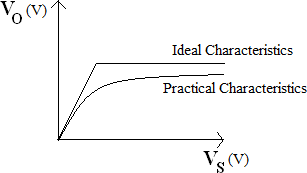 V_O (V)
Ideal Characteristics
Practical Characteristics
V_S (V)